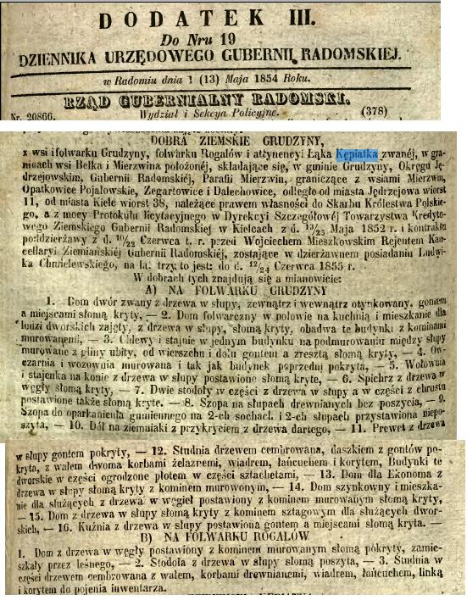 DODATEK III.
Do Nru 19
DZIENNIKA URZĘDOWEGO GUBERNII RADOMSKIEJ.
w Radomiu dnia 1 (13) Maja 1854 Roku.
RZĄD GUBERNIALNY RADOMSKI.
Nr. 20866. Wydział i Sekcya Policyjne. (378)
DOBRA ZIEMSKIE GRUDZYNY,
z wsi i folwarku Grudzyny, folwarku Rogalów i attynencyi Łąka Kępiatka zwanéj, w gra-
nicach wsi Bełka i Mierzwina położonéj, składające się, w gminie Grudzyny, Okręgu Ję-
drzejowskim, Gubernii Radomskiéj, Parafii Mierzwin, graniczące z wsiami Mierzwa,
Opatkowice Pojałowskie, Zegartowice i Dalechowice, odległe od miasta Jędrzejowa wiorst
11, od miasta Kielc wiorst 38, należące prawem własności do Skarbu Królestwa Polskie-
go, a z mocy Protokułu licytacyjnego w Dyrekcyi Szczegółowéj Towarzystwa Kredyto-
wego Ziemskiego Gubernii Radomskiéj w Kielcach z d. 13/25 Maja 1852 r. i kontraktu
poddzierżawy z d. 10/22 Czerwca t. r. przed Wojciechem Mieszkowskim Rejentem Kan-
cellaryi Ziemiańskiéj Gubernii Radomskiéj, zostające w dzierżawnem posiadaniu Ludwi-
ka Chmielewskiego, na lat trzy to jest: do d. 12/24 Czerwca 1855 r.
W dobrach tych znajdują się a mianowicie:
A) NA FOLWARKU GRUDZYNY
1. Dom dwór zwany z drzewa w słupy, zewnątrz i wewnątrz otynkowany, gontem
a miejscami słomą kryty, — 2. Dom folwarczny w połowie na kuchnią i mieszkanie dla
ludzi dworskich zajęty, z drzewa w słupy, słomą kryty, obadwa te budynki z kominami
murowanemi, — 3. Chlewy i stajnie w jednym budynku na podmurowaniu między słupy
murowane z gliny ubity, od wierzchu i dołu gontem a zresztą słomą kryte, — 4. Ow-
czarnia i wozownia murowana i tak jak budynek poprzedni pokryta, — 5. Wołownia
i stajonka na konie z drzewa w słupy postawione słomą kryte, — 6. Spichrz z drzewa w
węgły słomą kryty, — 7. Dwie stodoły w części z drzewa w słupy a w części z chrustu
postawione także słomą kryte. — 8. Szopa na słupach drewnianych bez poszycia, — 9.
Szopa do oparkanienia gumiennego na 2-ch sochach i 2-ch słupach przystawiona niepo-
szyta, — 10. Dół na ziemiaki z przykryciem z drzewa dartego, — 11. Prewet z drzewa
w słupy gontem pokryty, — 12. Studnia drzewem cembrowana, daszkiem z gontów po-
kryta, z wałem dwoma korbami żelaznemi, wiadrem, łańcuchem i korytem, Budynki te
dworskie w części ogrodzone płotem w części sztachetami, — 13. Dom dla Ekonoma z
drzewa w słupy słomą kryty z kominem murowanym, — 14. Dom szynkowny i mieszka-
nie dla służących z drzewa w węgieł postawiony z kominem murowanym słomą kryty,
— 15. Dom z drzewa w słupy słomą kryty z kominem sztagowym dla służących dwor-
skich, — 16. Kuźnia z drzewa w słupy postawiona gontem a miejscami słomą kryta. —
B) NA FOLWARKU ROGALÓW
1. Dom z drzewa w węgły postawiony z kominem murowanym słomą pokryty, zamie-
szkały przez leśnego, — 2. Stodoła z drzewa w słupy słomą poszyta, — 3. Studnia w
części drzewem cembrowana z wałem, korbami drewnianemi, wiadrem, łańcuchem, linką
i korytem do pojenia inwentarza.